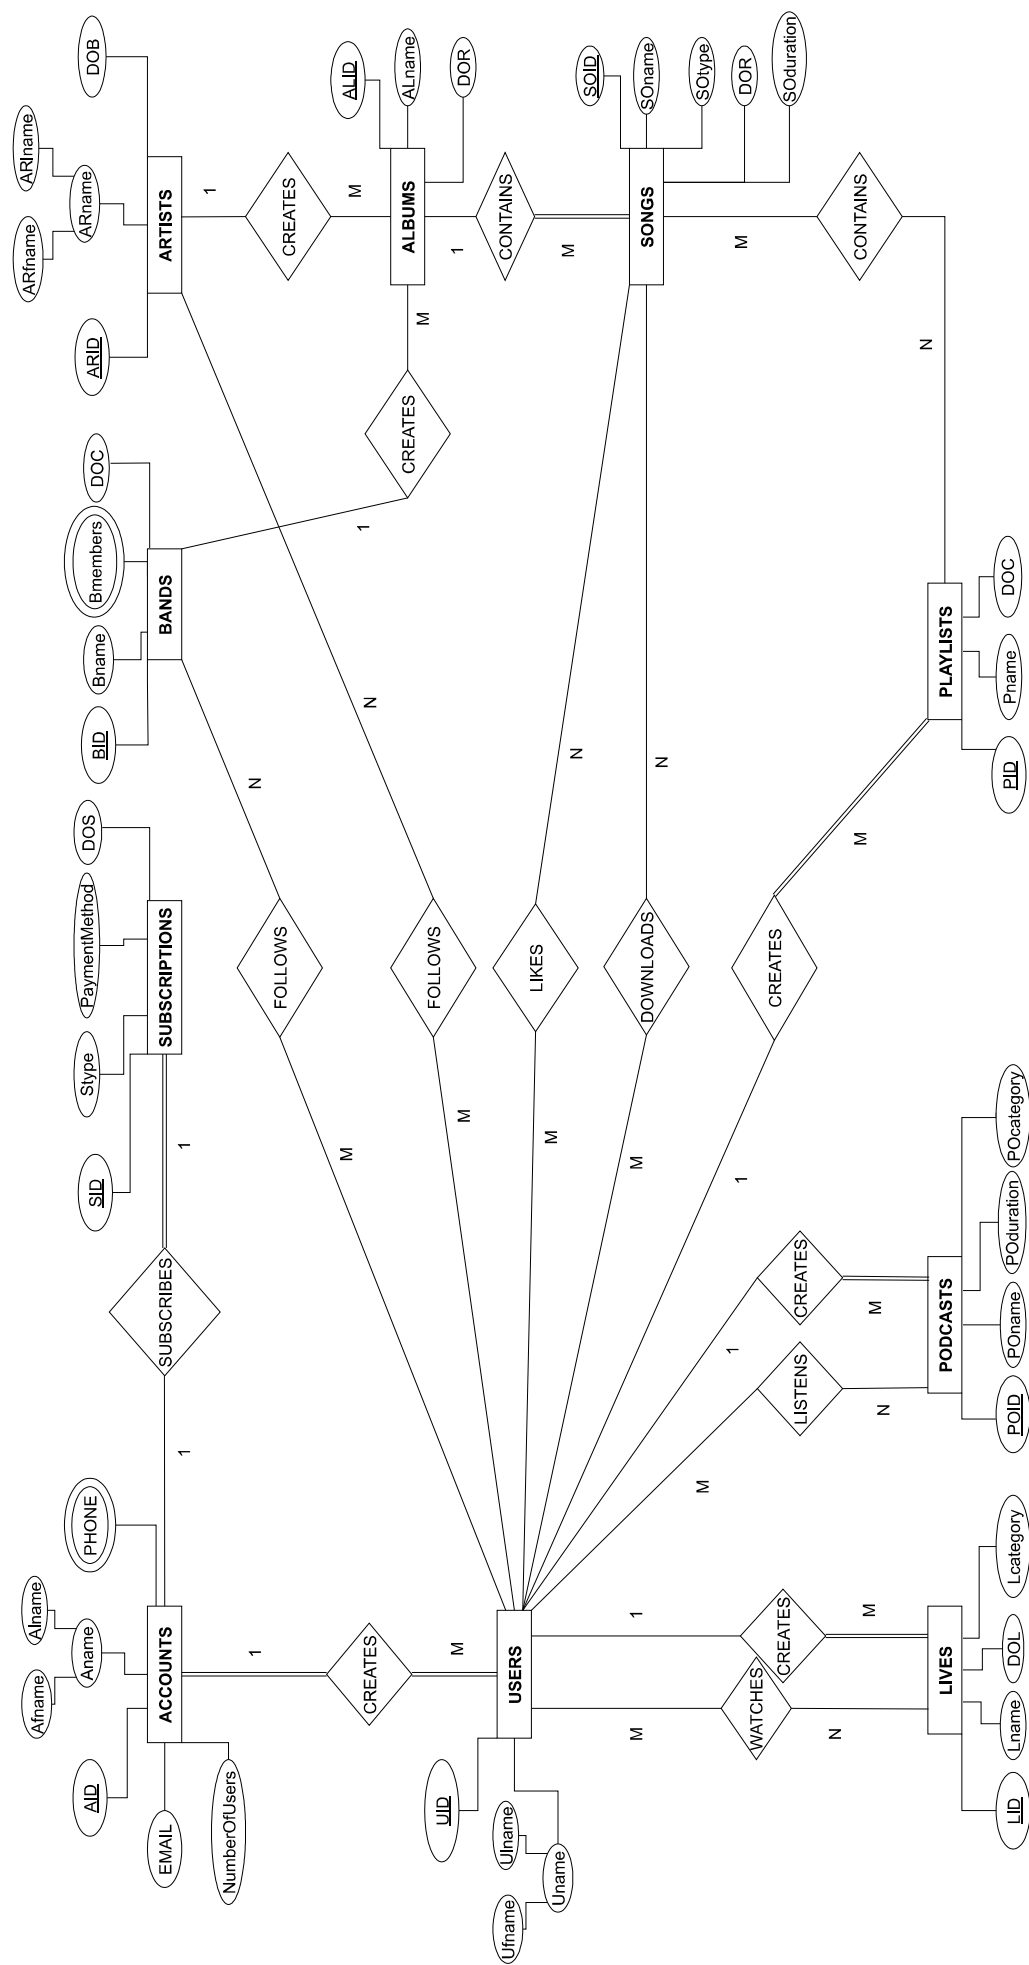 Afname
Alname
ARfname
ARlname
AID
Aname
PHONE
SID
Stype
PaymentMethod
DOS
BID
Bname
Bmembers
DOC
ARID
ARname
DOB
EMAIL
ACCOUNTS
SUBSCRIBES
SUBSCRIPTIONS
BANDS
ARTISTS
1
1
1
NumberOfUsers
1
N
FOLLOWS
CREATES
M
CREATES
M
N
1
M
ALID
UID
M
M
FOLLOWS
CREATES
M
ALBUMS
ALname
1
DOR
Ufname
Ulname
USERS
CONTAINS
LIKES
Uname
M
N
M
SOID
M
1
M
DOWNLOADS
N
SONGS
SOname
M
1
1
M
SOtype
DOR
WATCHES
CREATES
LISTENS
CREATES
CREATES
SOduration
N
M
N
M
M
CONTAINS
N
LIVES
PODCASTS
PLAYLISTS
LID
Lname
DOL
Lcategory
POID
POname
POduration
POcategory
PID
Pname
DOC